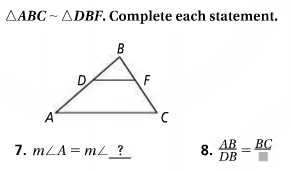 △ABC ~ △DBF. Complete each statement.
B
D F
A C
7. m∠A = m∠ ?
8. AB/DB = BC/■